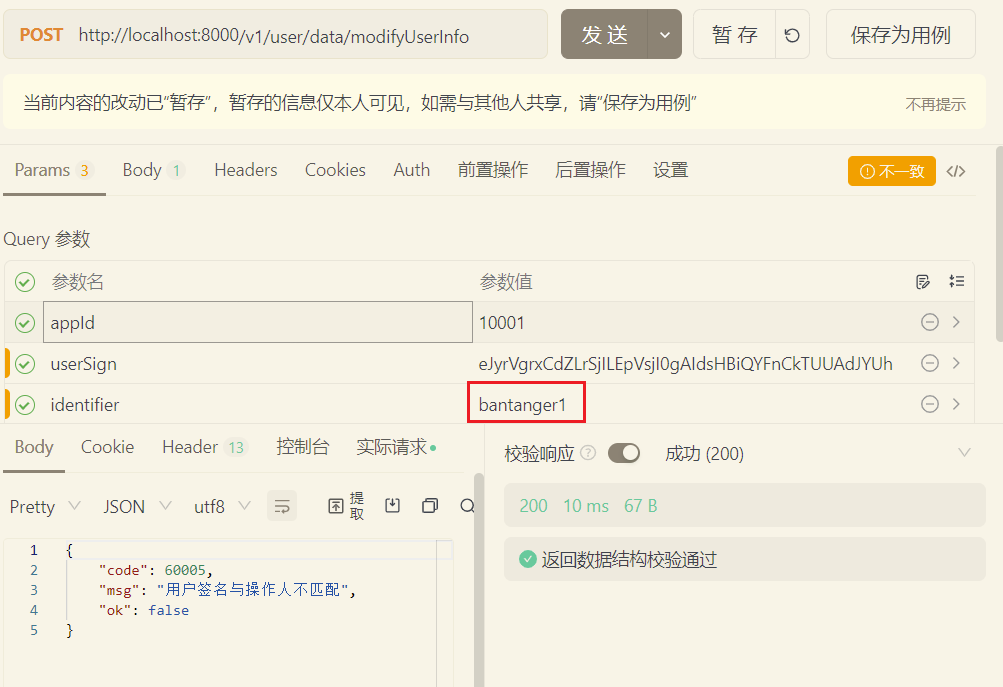 POST http://localhost:8000/v1/user/data/modifyUserInfo 发 送 暂 存 保存为用例
当前内容的改动已“暂存”，暂存的信息仅本人可见，如需与其他人共享，请“保存为用例” 不再提示
Params 3 Body 1 Headers Cookies Auth 前置操作 后置操作 设置 不一致 </>
Query 参数
参数名 参数值
appId 10001
userSign eJyrVgrxCdZLrSjILEpVsjI0gAIdsHBiQYFnCkTUUAdJYUh
identifier bantanger1
Body Cookie Header 13 控制台 实际请求 校验响应 ? 成功 (200)
Pretty JSON utf8 提取 200 10 ms 67 B
返回数据结构校验通过
1 {
2 "code": 60005,
3 "msg": "用户签名与操作人不匹配",
4 "ok": false
5 }